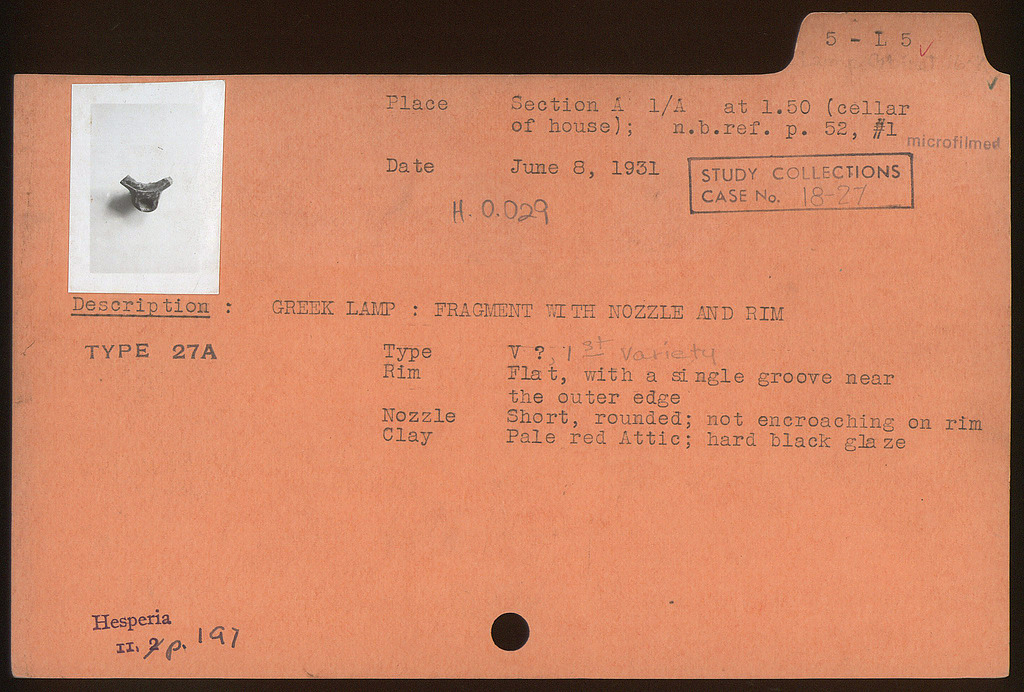 5 - L 5
Place Section A 1/A at 1.50 (cellar
of house); n.b.ref. p. 52, #1
microfilmed
Date June 8, 1931
STUDY COLLECTIONS
CASE No. 18-27
H. 0.029
Description : GREEK LAMP : FRAGMENT WITH NOZZLE AND RIM
TYPE 27A
Type V ?, 1st Variety
Rim Flat, with a single groove near
the outer edge
Nozzle Short, rounded; not encroaching on rim
Clay Pale red Attic; hard black glaze
Hesperia
II. 2 p. 197